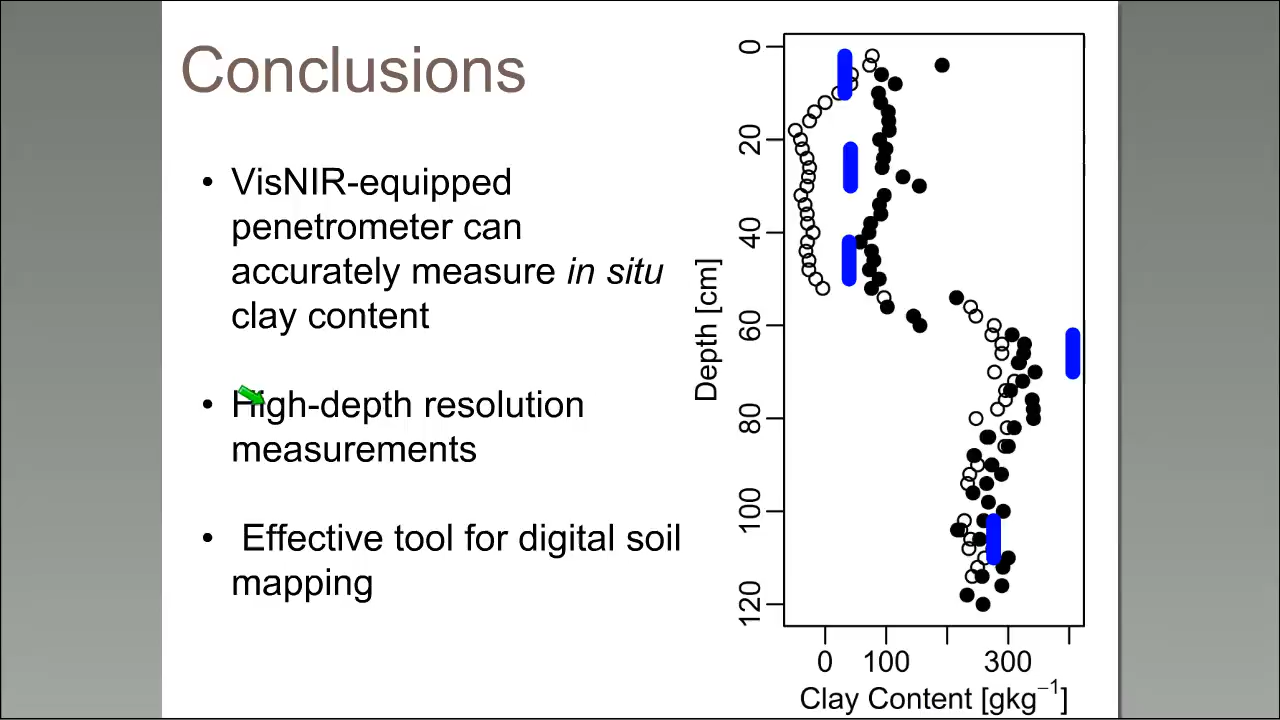 Conclusions
• VisNIR-equipped
penetrometer can
accurately measure in situ
clay content
• High-depth resolution
measurements
• Effective tool for digital soil
mapping
Depth [cm]
0
20
40
60
80
100
120
0 100 300
Clay Content [gkg⁻¹]